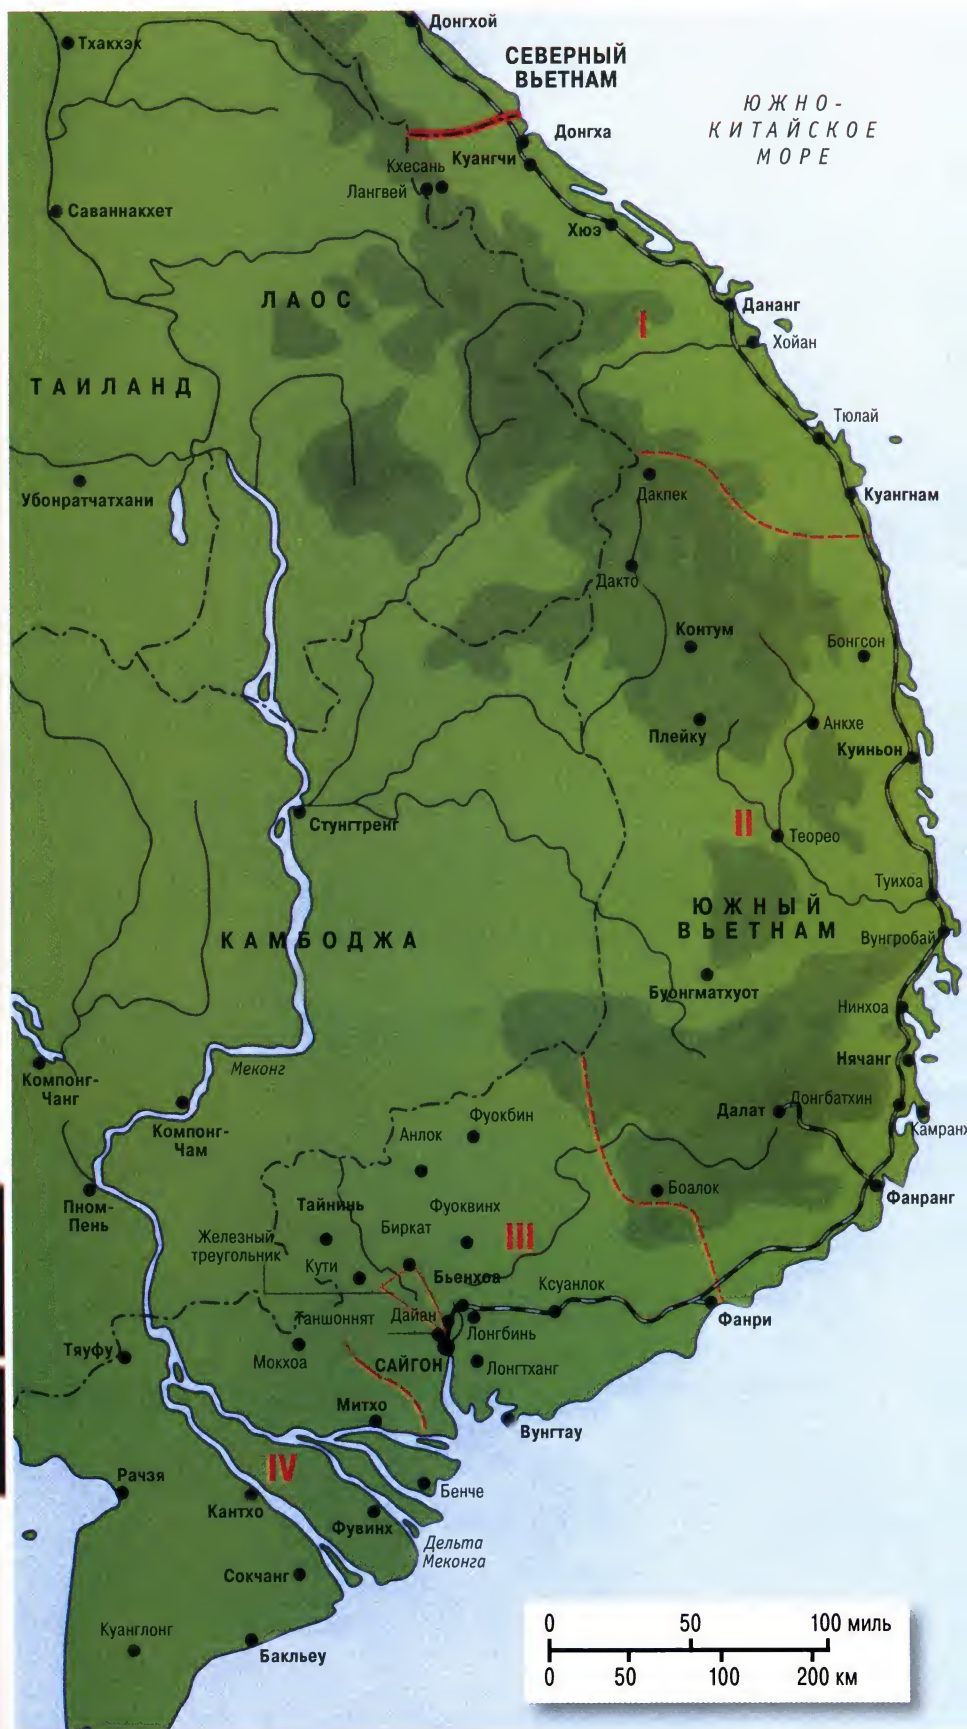 Донгхой
Тхакхэк
СЕВЕРНЫЙ
ВЬЕТНАМ
ЮЖНО-
КИТАЙСКОЕ
МОРЕ
Донгха
Куангчи
Кхесань
Лангвей
Саваннакхет
Хюэ
ЛАОС
Дананг
I
Хойан
ТАИЛАНД
Тюлай
Убонратчатхани
Дакпек
Куангнам
Дакто
Контум
Бонгсон
Плейку
Анкхе
Куиньон
Стунгтренг
II
Теорео
Туихоа
ЮЖНЫЙ
ВЬЕТНАМ
КАМБОДЖА
Вунгробай
Буонгматхуот
Нинхоа
Нячанг
Меконг
Компонг-
Чанг
Компонг-
Чам
Далат
Донгбатхин
Камранх
Фуокбин
Анлок
Боалок
Фанранг
Пном-
Пень
Тайнинь
Фуоквинх
Биркат
III
Железный
треугольник
Кути
Бьенхоа
Ксуанлок
Таншоннят
Дайан
Лонгбинь
Фанри
Тяуфу
Мокхоа
САЙГОН
Лонгтханг
Митхо
Вунгтау
IV
Рачзя
Кантхо
Бенче
Фувинх
Дельта
Меконга
Сокчанг
Куанглонг
Бакльеу
0 50 100 миль
0 50 100 200 км